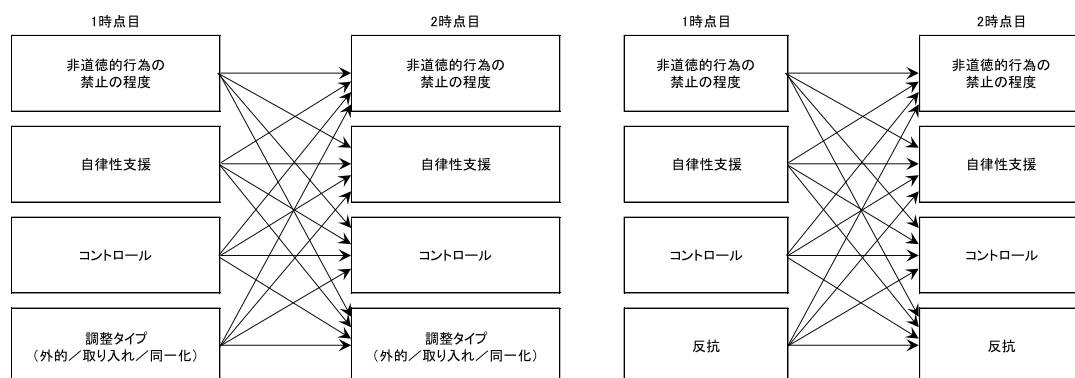 1時点目
2時点目
非道徳的行為の
禁止の程度
非道徳的行為の
禁止の程度
自律性支援
自律性支援
コントロール
コントロール
調整タイプ
（外的／取り入れ／同一化）
調整タイプ
（外的／取り入れ／同一化）
1時点目
2時点目
非道徳的行為の
禁止の程度
非道徳的行為の
禁止の程度
自律性支援
自律性支援
コントロール
コントロール
反抗
反抗